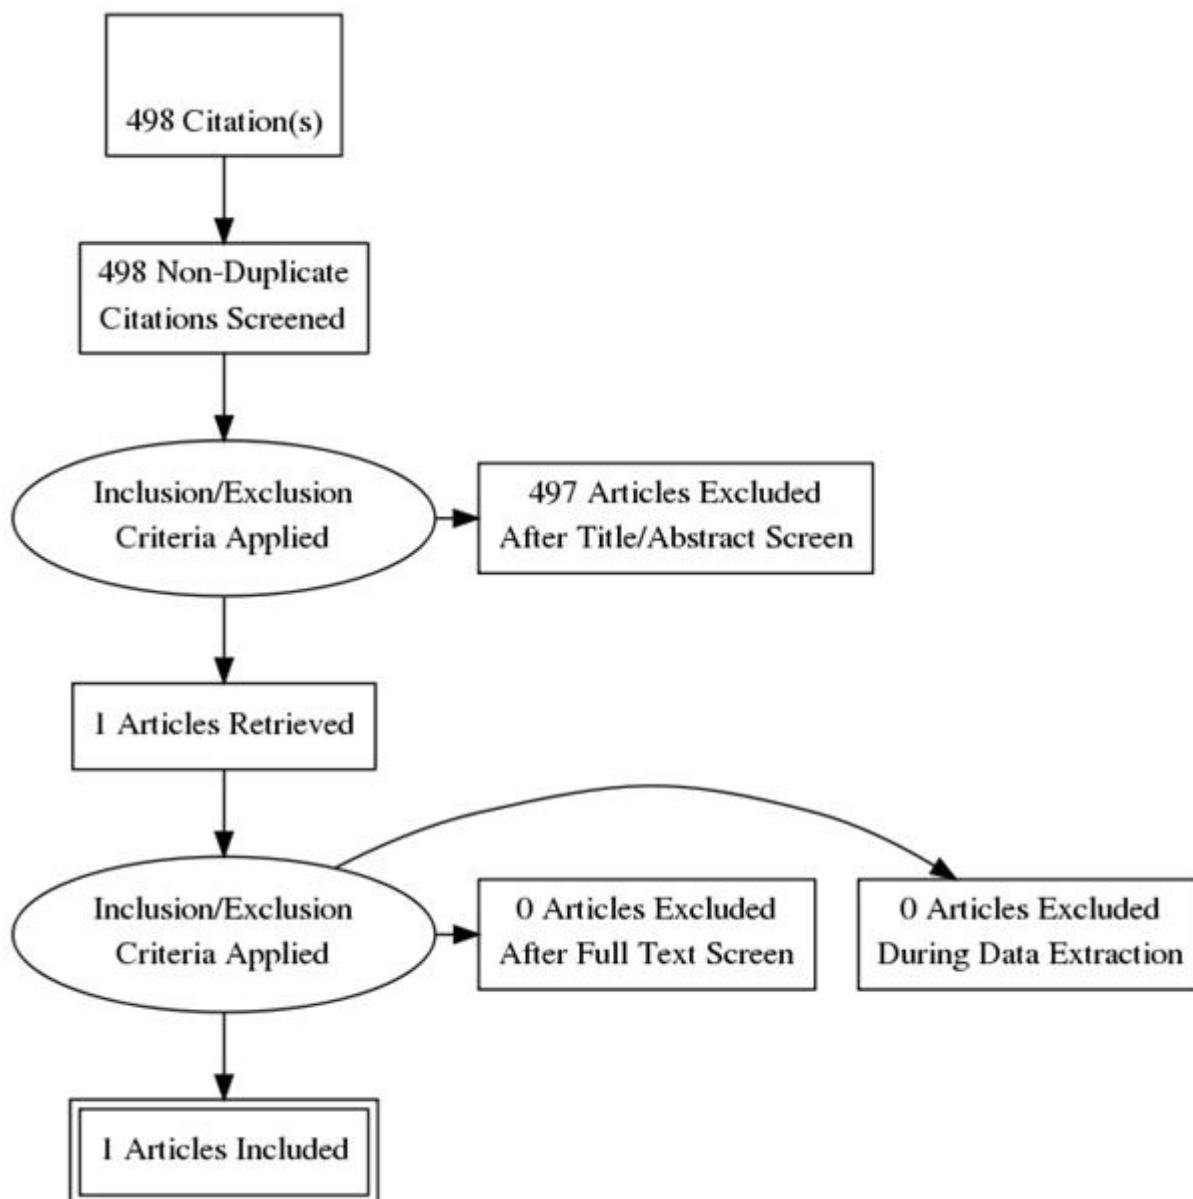 498 Citation(s)
498 Non-Duplicate
Citations Screened
Inclusion/Exclusion
Criteria Applied
497 Articles Excluded
After Title/Abstract Screen
1 Articles Retrieved
Inclusion/Exclusion
Criteria Applied
0 Articles Excluded
After Full Text Screen
0 Articles Excluded
During Data Extraction
1 Articles Included